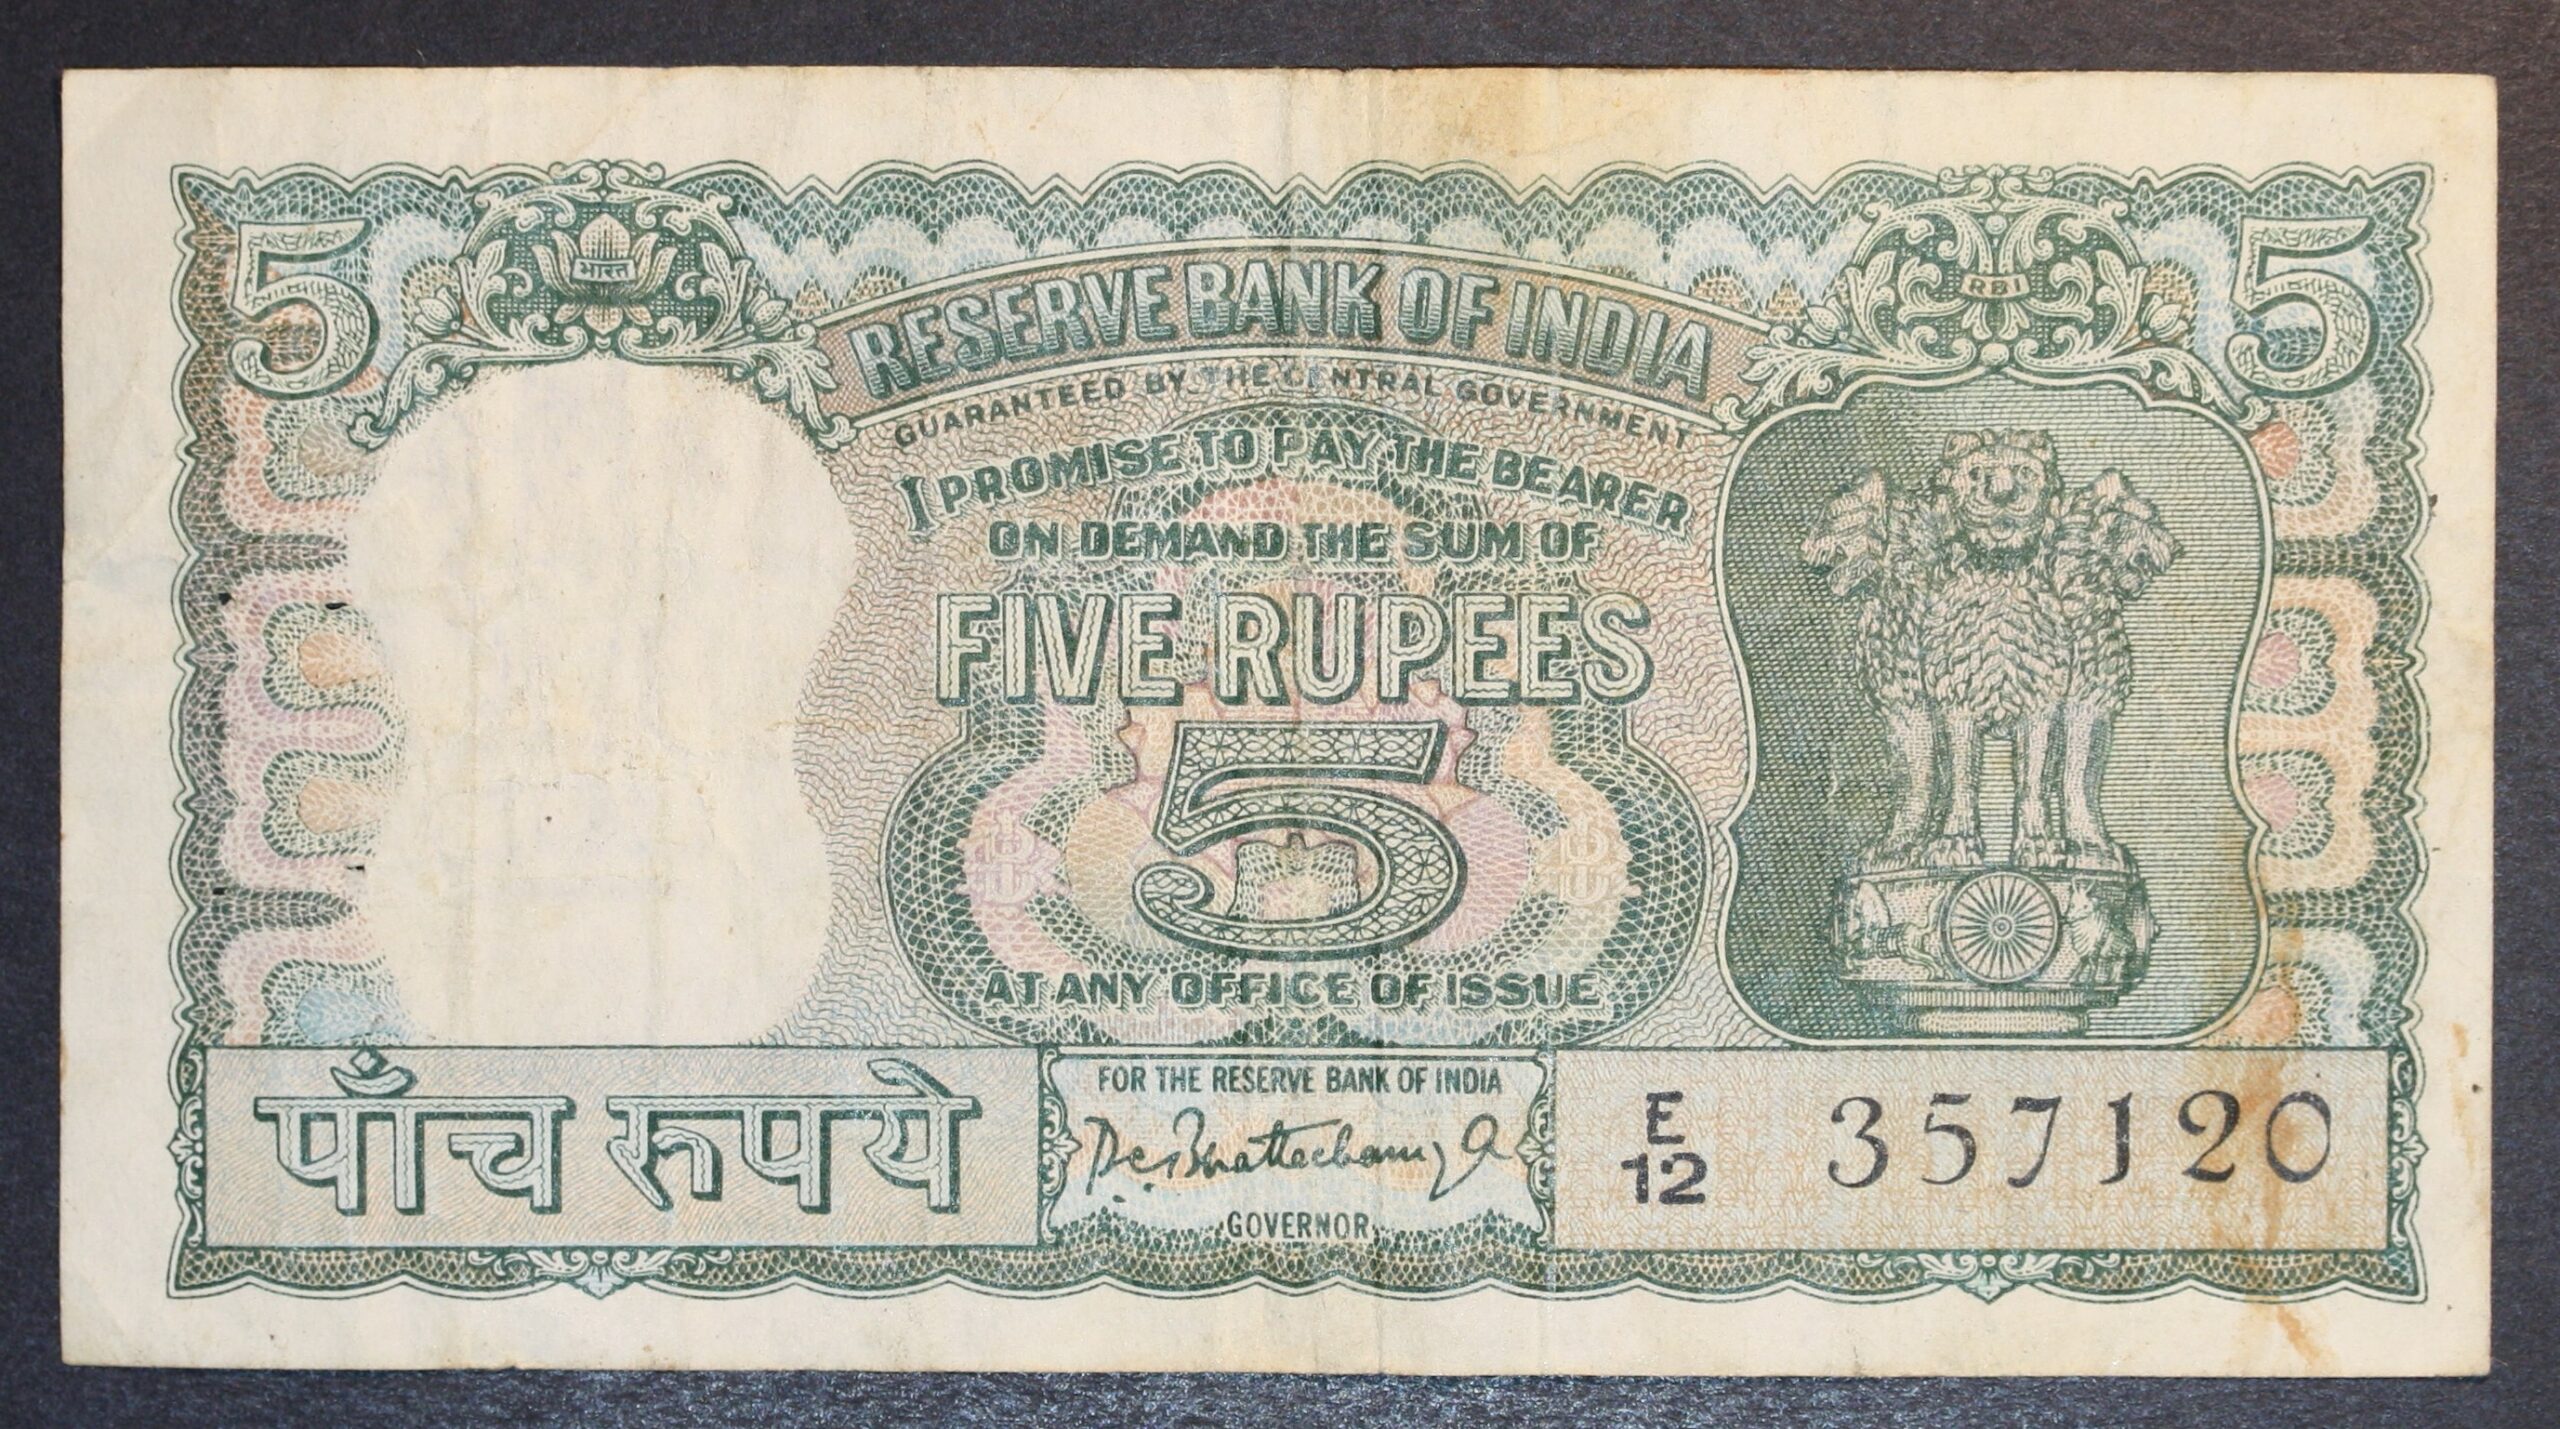 5 भारत RBI 5
RESERVE BANK OF INDIA
GUARANTEED BY THE CENTRAL GOVERNMENT
I PROMISE TO PAY THE BEARER
ON DEMAND THE SUM OF
FIVE RUPEES
5
AT ANY OFFICE OF ISSUE
पाँच रुपये
FOR THE RESERVE BANK OF INDIA
P.C. Bhattacharyya
GOVERNOR
E
12 357120